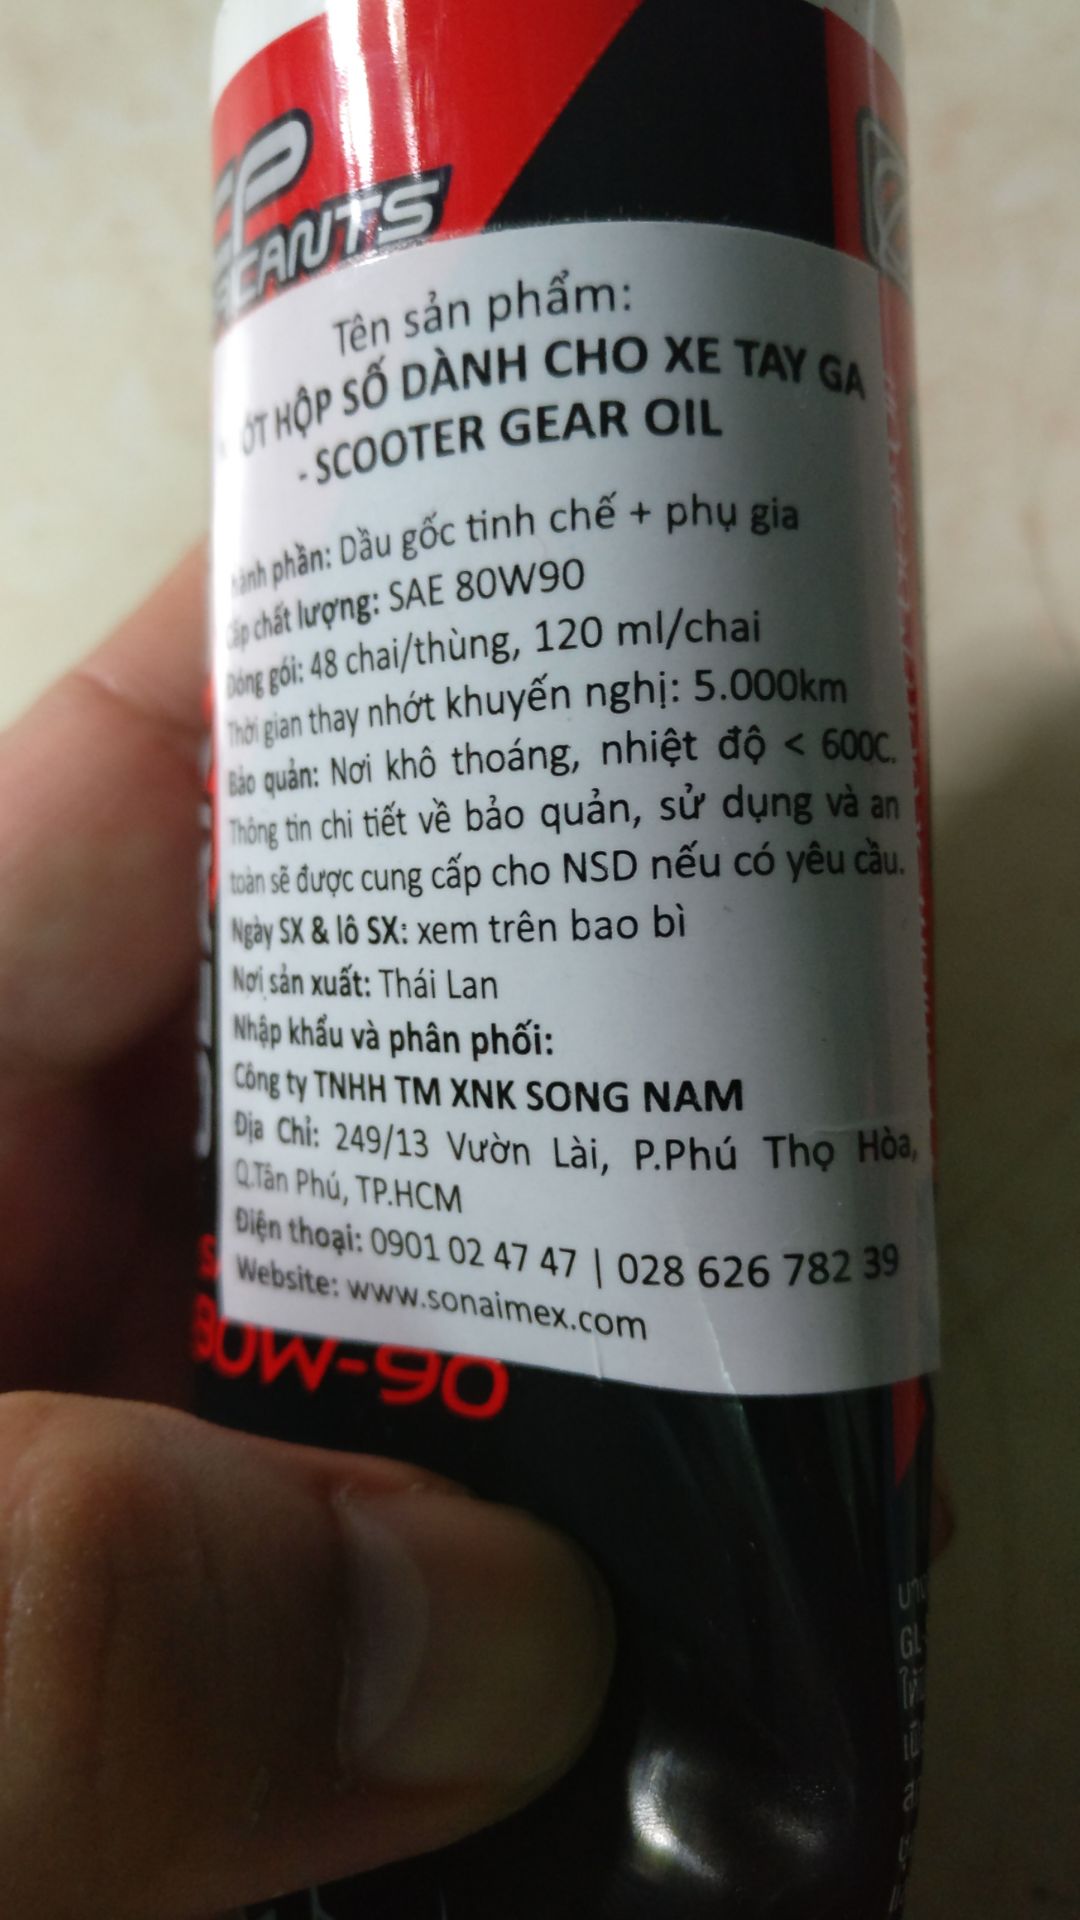 Tên sản phẩm:
HỘP SỐ DÀNH CHO XE TAY GA
- SCOOTER GEAR OIL
phần: Dầu gốc tinh chế + phụ gia
chất lượng: SAE 80W90
Đóng gói: 48 chai/thùng, 120 ml/chai
Thời gian thay nhớt khuyến nghị: 5.000km
Bảo quản: Nơi khô thoáng, nhiệt độ < 600C.
Thông tin chi tiết về bảo quản, sử dụng và an
toàn sẽ được cung cấp cho NSD nếu có yêu cầu.
Ngày SX & lô SX: xem trên bao bì
Nơi sản xuất: Thái Lan
Nhập khẩu và phân phối:
Công ty TNHH TM XNK SONG NAM
Địa Chỉ: 249/13 Vườn Lài, P.Phú Thọ Hòa,
Q.Tân Phú, TP.HCM
Điện thoại: 0901 02 47 47 | 028 626 782 39
Website: www.sonaimex.com
80W-90